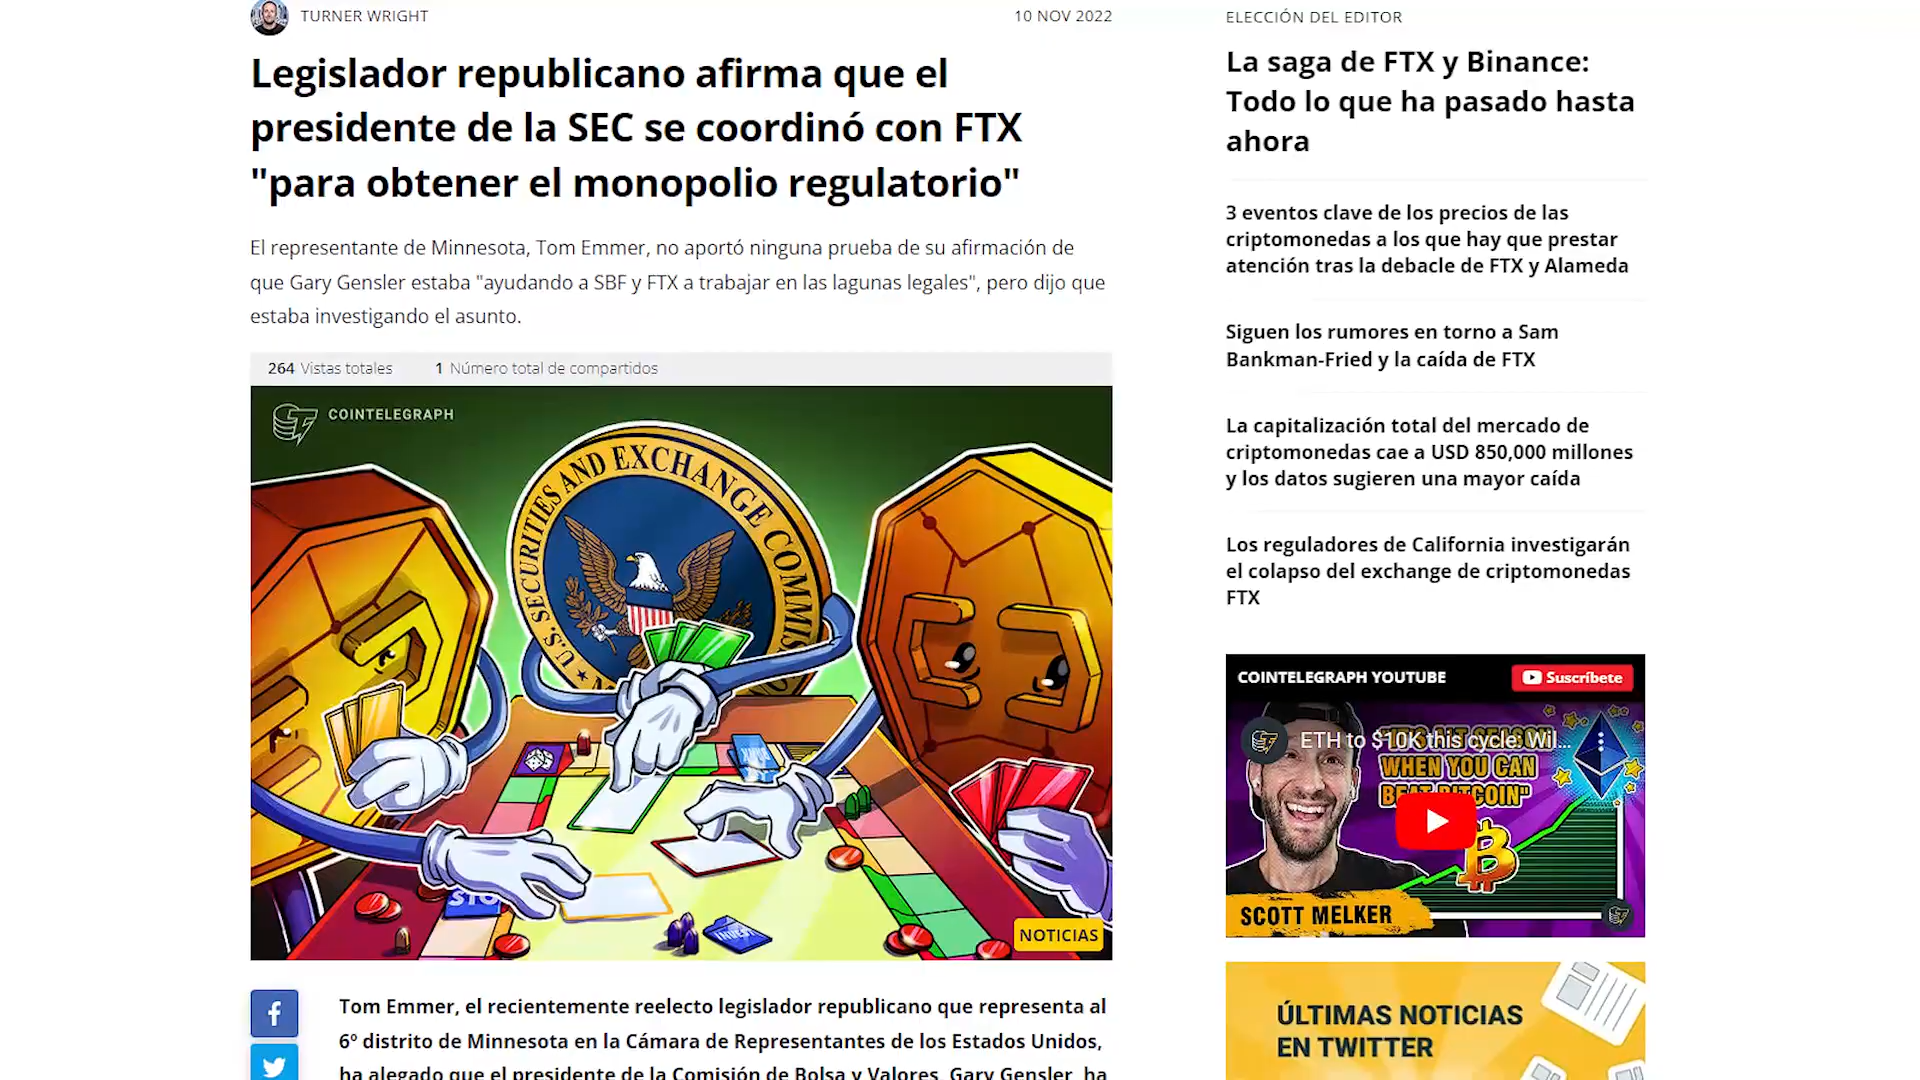 TURNER WRIGHT
10 NOV 2022
Legislador republicano afirma que el
presidente de la SEC se coordinó con FTX
"para obtener el monopolio regulatorio"
El representante de Minnesota, Tom Emmer, no aportó ninguna prueba de su afirmación de
que Gary Gensler estaba "ayudando a SBF y FTX a trabajar en las lagunas legales", pero dijo que
estaba investigando el asunto.
264 Vistas totales
1 Número total de compartidos
COINTELEGRAPH
U.S. SECURITIES AND EXCHANGE COMMIS
INVEST
NOTICIAS
f
Tom Emmer, el recientemente reelecto legislador republicano que representa al
6º distrito de Minnesota en la Cámara de Representantes de los Estados Unidos,
ha alegado que el presidente de la Comisión de Bolsa y Valores, Gary Gensler, ha
ELECCIÓN DEL EDITOR
La saga de FTX y Binance:
Todo lo que ha pasado hasta
ahora
3 eventos clave de los precios de las
criptomonedas a los que hay que prestar
atención tras la debacle de FTX y Alameda
Siguen los rumores en torno a Sam
Bankman-Fried y la caída de FTX
La capitalización total del mercado de
criptomonedas cae a USD 850,000 millones
y los datos sugieren una mayor caída
Los reguladores de California investigarán
el colapso del exchange de criptomonedas
FTX
COINTELEGRAPH YOUTUBE
Suscríbete
ETH to $10K this cycle: Wil...
WHEN YOU CAN
BEAT BITCOIN"
SCOTT MELKER
ÚLTIMAS NOTICIAS
EN TWITTER